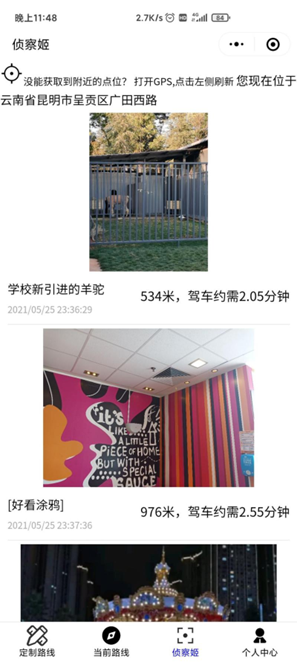 晚上11:48
2.7K/s HD 4G 84
侦察姬
没能获取到附近的点位? 打开GPS,点击左侧刷新 您现在位于
云南省昆明市呈贡区广田西路
学校新引进的羊驼
534米，驾车约需2.05分钟
2021/05/25 23:36:29
it's
LIKE
A LITTLE
PIECE OF HOME
BUT WITH
SPECIAL
SAUCE
[好看涂鸦]
976米，驾车约需2.55分钟
2021/05/25 23:37:36
定制路线 当前路线 侦察姬 个人中心